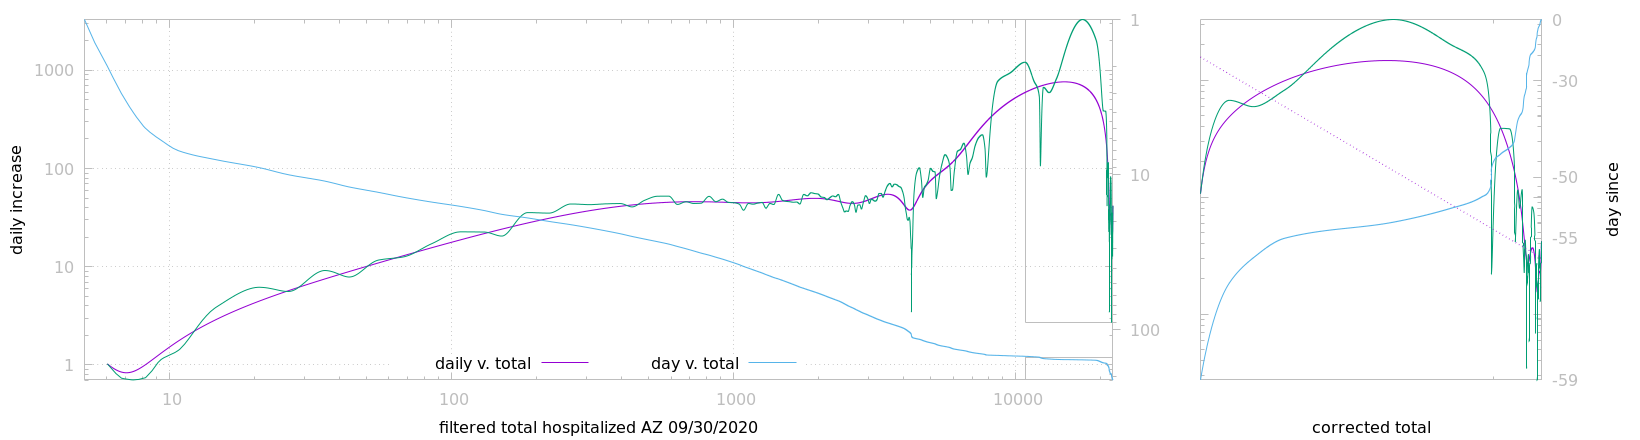 1000
100
10
1
daily increase
1
10
100
daily v. total
day v. total
10
100
1000
10000
filtered total hospitalized AZ 09/30/2020
0
-30
-50
-55
-59
day since
corrected total